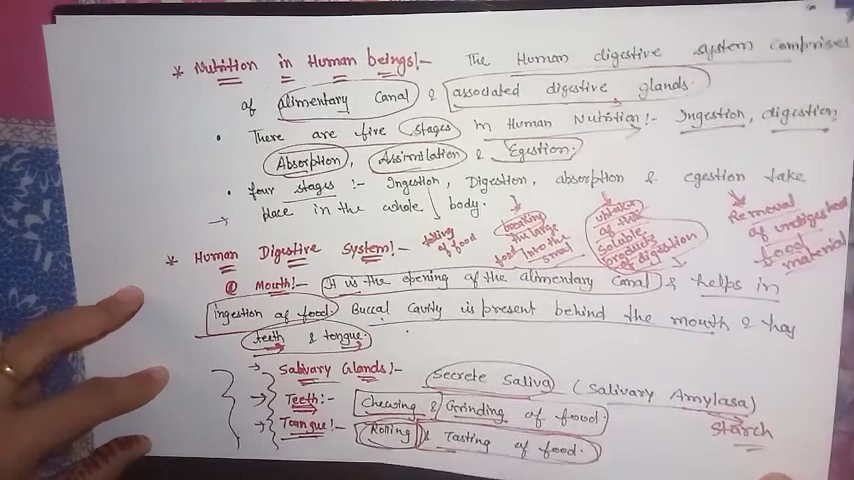 * Nutrition in Human beings!- The Human digestive system comprises
of alimentary Canal & associated digestive glands.
• There are five stages in Human Nutrition!- Ingestion, digestion,
Absorption, Assimilation & Egestion.
• four stages!- Ingestion, Digestion, absorption & egestion take
→ place in the whole body.
taking of food
breaking the large food into the small
uptake of the soluble products of digestion
Removal of undigested food material
* Human Digestive System!-
① Mouth!- It is the opening of the alimentary Canal & helps in
ingestion of food. Buccal Cavity is present behind the mouth & has
teeth & tongue.
→ Salivary Glands!- Secrete Saliva (Salivary Amylasa)
Starch
→ Teeth!- Chewing & Grinding of food.
→ Toungue!- Rolling & Tasting of food.